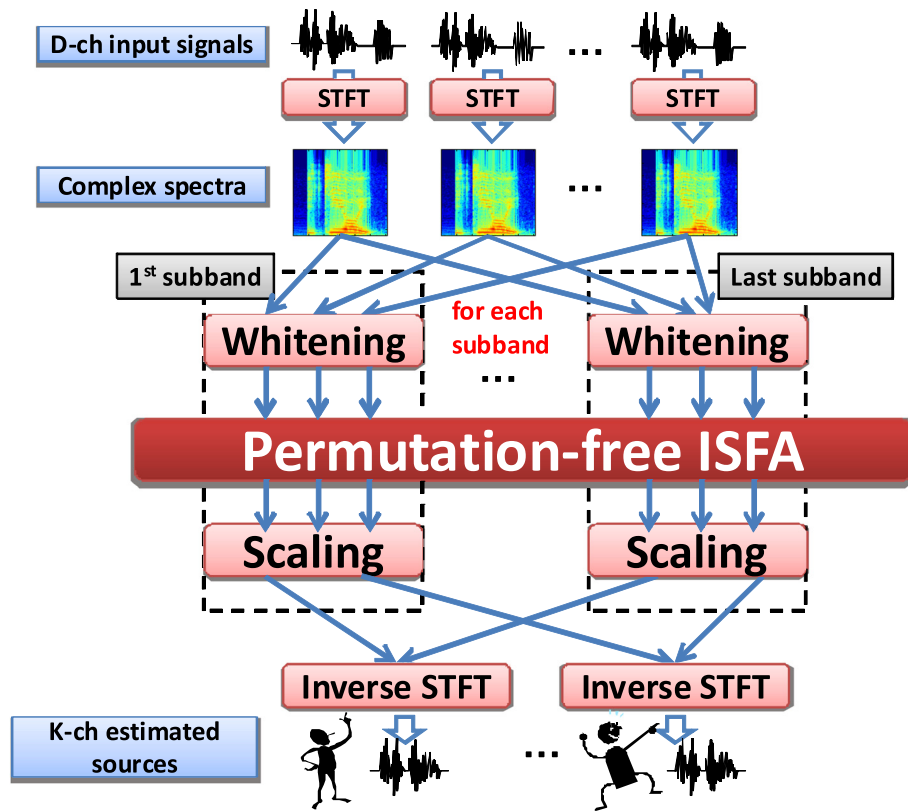 D-ch input signals
...
STFT
STFT
STFT
Complex spectra
...
1st subband
Last subband
for each
subband
...
Whitening
Whitening
Permutation-free ISFA
Scaling
Scaling
Inverse STFT
Inverse STFT
K-ch estimated
sources
...